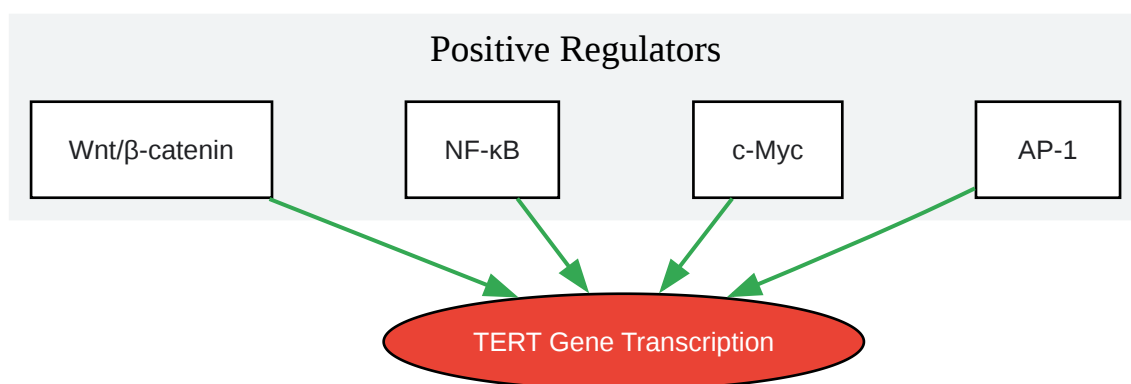 Positive Regulators
Wnt/β-catenin
NF-κB
c-Myc
AP-1
TERT Gene Transcription